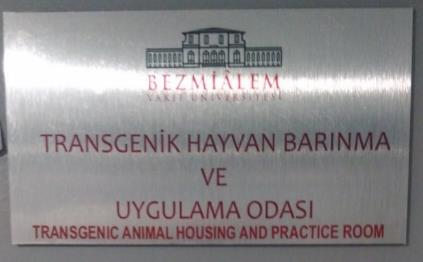 BEZMİÂLEM
VAKIF ÜNİVERSİTESİ
TRANSGENİK HAYVAN BARINMA
VE
UYGULAMA ODASI
TRANSGENIC ANIMAL HOUSING AND PRACTICE ROOM